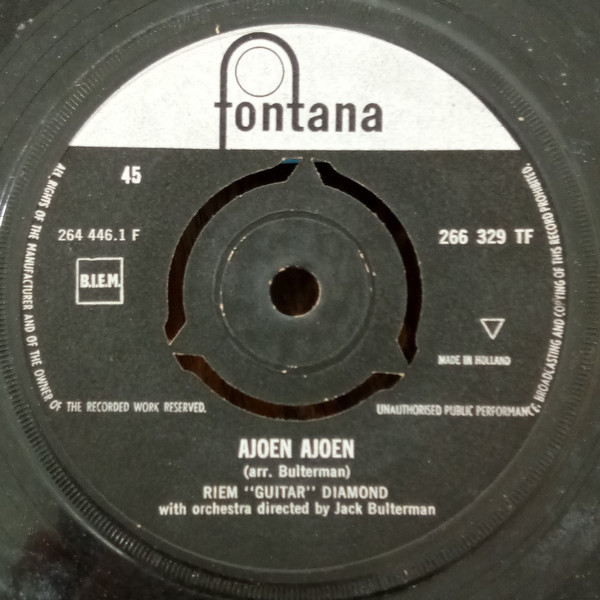 fontana
45
264 446.1 F
266 329 TF
B.I.E.M.
MADE IN HOLLAND
ALL RIGHTS OF THE MANUFACTURER AND OF THE OWNER OF THE RECORDED WORK RESERVED.
UNAUTHORISED PUBLIC PERFORMANCE, BROADCASTING AND COPYING OF THIS RECORD PROHIBITED.
AJOEN AJOEN
(arr. Bulterman)
RIEM "GUITAR" DIAMOND
with orchestra directed by Jack Bulterman